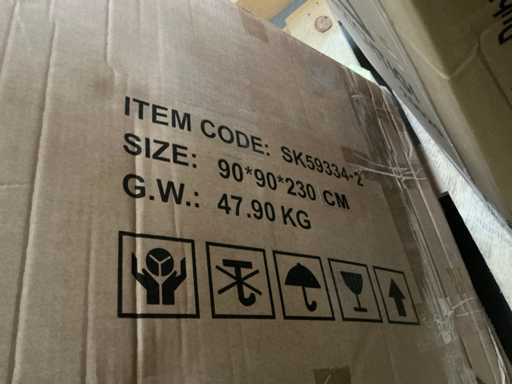 ITEM CODE: SK59334-2
SIZE: 90*90*230 CM
G.W.: 47.90 KG